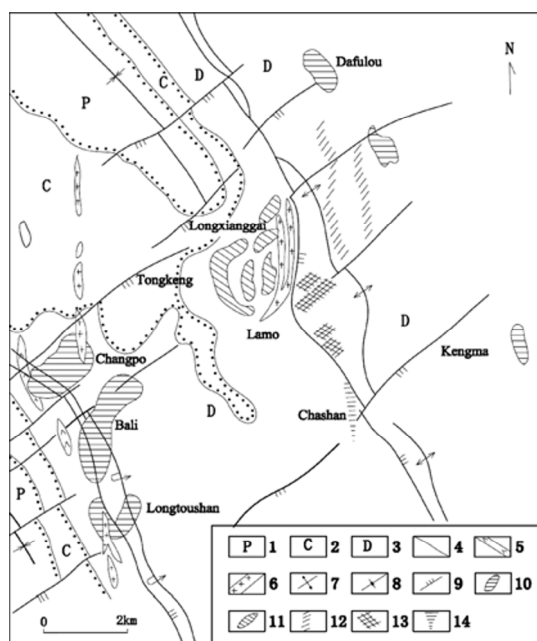 Dafulou
N
C
D
D
P
C
Longxianggai
Tongkeng
Lamo
D
Kengma
Changpo
Chashan
D
Bali
P
Longtoushan
C
P 1 C 2 D 3 4 5
6 7 8 9 10
11 12 13 14
0 2km